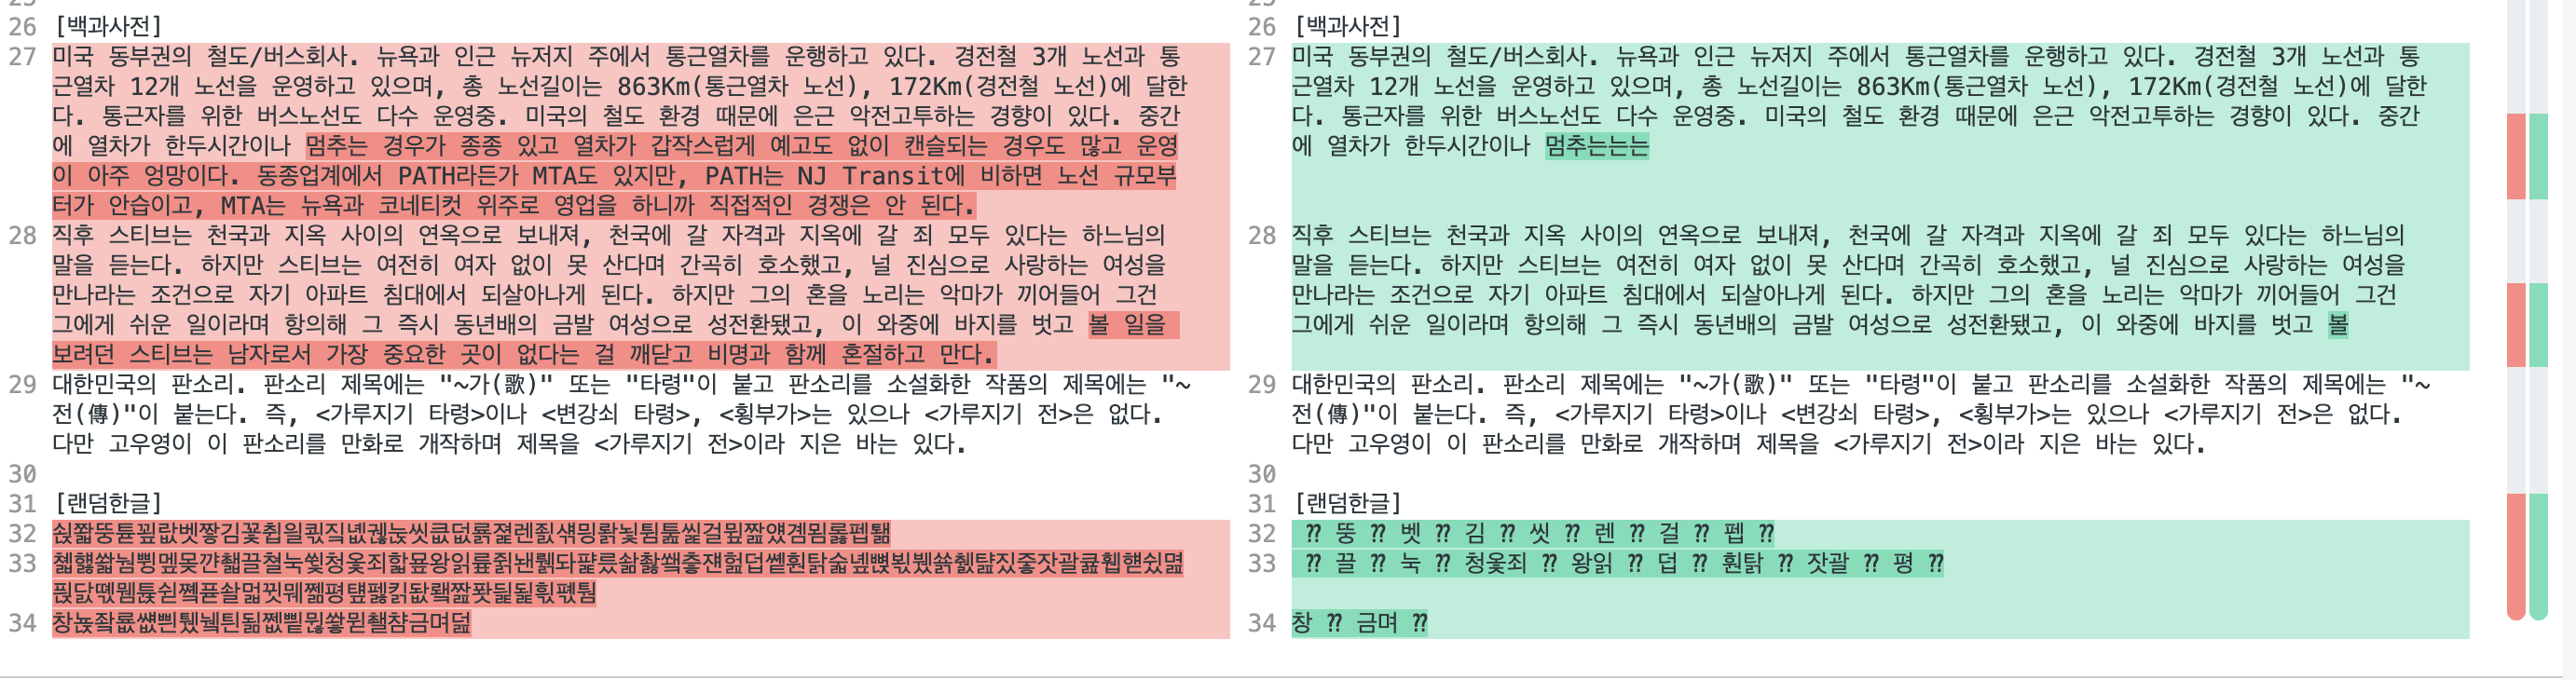 26 [백과사전]
27 미국 동부권의 철도/버스회사. 뉴욕과 인근 뉴저지 주에서 통근열차를 운행하고 있다. 경전철 3개 노선과 통
근열차 12개 노선을 운영하고 있으며, 총 노선길이는 863Km(통근열차 노선), 172Km(경전철 노선)에 달한
다. 통근자를 위한 버스노선도 다수 운영중. 미국의 철도 환경 때문에 은근 악전고투하는 경향이 있다. 중간
에 열차가 한두시간이나 멈추는 경우가 종종 있고 열차가 갑작스럽게 예고도 없이 캔슬되는 경우도 많고 운영
이 아주 엉망이다. 동종업계에서 PATH라든가 MTA도 있지만, PATH는 NJ Transit에 비하면 노선 규모부
터가 안습이고, MTA는 뉴욕과 코네티컷 위주로 영업을 하니까 직접적인 경쟁은 안 된다.
28 직후 스티브는 천국과 지옥 사이의 연옥으로 보내져, 천국에 갈 자격과 지옥에 갈 죄 모두 있다는 하느님의
말을 듣는다. 하지만 스티브는 여전히 여자 없이 못 산다며 간곡히 호소했고, 널 진심으로 사랑하는 여성을
만나라는 조건으로 자기 아파트 침대에서 되살아나게 된다. 하지만 그의 혼을 노리는 악마가 끼어들어 그건
그에게 쉬운 일이라며 항의해 그 즉시 동년배의 금발 여성으로 성전환됐고, 이 와중에 바지를 벗고 볼 일을
보려던 스티브는 남자로서 가장 중요한 곳이 없다는 걸 깨닫고 비명과 함께 혼절하고 만다.
29 대한민국의 판소리. 판소리 제목에는 "~가(歌)" 또는 "타령"이 붙고 판소리를 소설화한 작품의 제목에는 "~
전(傳)"이 붙는다. 즉, <가루지기 타령>이나 <변강쇠 타령>, <횡부가>는 있으나 <가루지기 전>은 없다.
다만 고우영이 이 판소리를 만화로 개작하며 제목을 <가루지기 전>이라 지은 바는 있다.
30
31 [랜덤한글]
32
33
34
26 [백과사전]
27 미국 동부권의 철도/버스회사. 뉴욕과 인근 뉴저지 주에서 통근열차를 운행하고 있다. 경전철 3개 노선과 통
근열차 12개 노선을 운영하고 있으며, 총 노선길이는 863Km(통근열차 노선), 172Km(경전철 노선)에 달한
다. 통근자를 위한 버스노선도 다수 운영중. 미국의 철도 환경 때문에 은근 악전고투하는 경향이 있다. 중간
에 열차가 한두시간이나 멈추는는는
28 직후 스티브는 천국과 지옥 사이의 연옥으로 보내져, 천국에 갈 자격과 지옥에 갈 죄 모두 있다는 하느님의
말을 듣는다. 하지만 스티브는 여전히 여자 없이 못 산다며 간곡히 호소했고, 널 진심으로 사랑하는 여성을
만나라는 조건으로 자기 아파트 침대에서 되살아나게 된다. 하지만 그의 혼을 노리는 악마가 끼어들어 그건
그에게 쉬운 일이라며 항의해 그 즉시 동년배의 금발 여성으로 성전환됐고, 이 와중에 바지를 벗고 볼
29 대한민국의 판소리. 판소리 제목에는 "~가(歌)" 또는 "타령"이 붙고 판소리를 소설화한 작품의 제목에는 "~
전(傳)"이 붙는다. 즉, <가루지기 타령>이나 <변강쇠 타령>, <횡부가>는 있으나 <가루지기 전>은 없다.
다만 고우영이 이 판소리를 만화로 개작하며 제목을 <가루지기 전>이라 지은 바는 있다.
30
31 [랜덤한글]
32 ⁇ 뚱 ⁇ 벳 ⁇ 김 ⁇ 씻 ⁇ 렌 ⁇ 걸 ⁇ 펩 ⁇
33 ⁇ 끌 ⁇ 눅 ⁇ ⁇ 왕읽 ⁇ 덥 ⁇ ⁇ 잣괄 ⁇ 평 ⁇
34 창 ⁇ 금며 ⁇